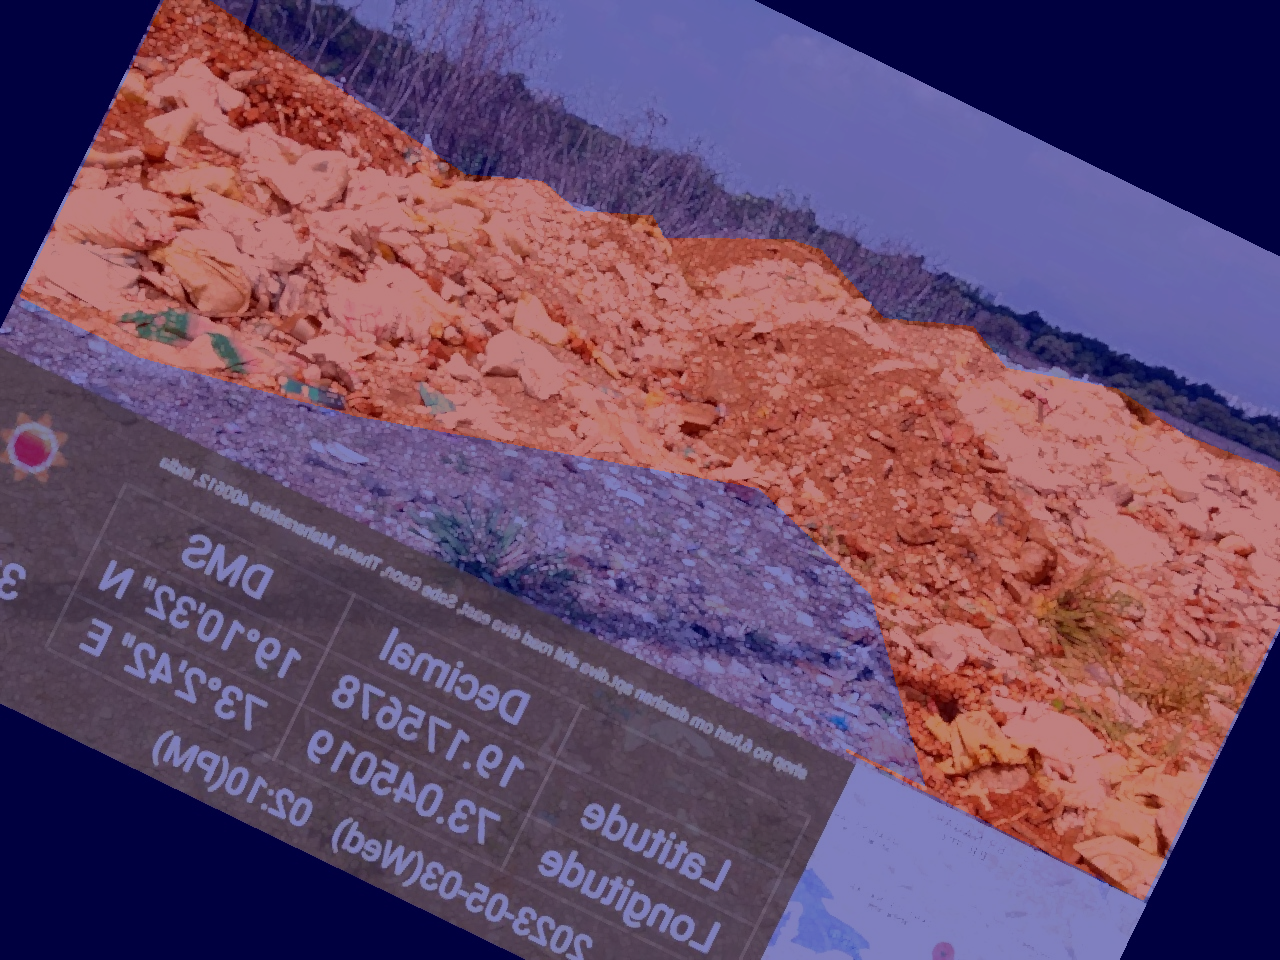 shop no 6,hari om darshan apt,diva shil road diva east, Sabe Gaon, Thane, Maharashtra 400612, India
Decimal DMS
Latitude 19.175678 19°10'32" N
Longitude 73.045019 73°2'42" E
2023-05-03(Wed) 02:10(PM)